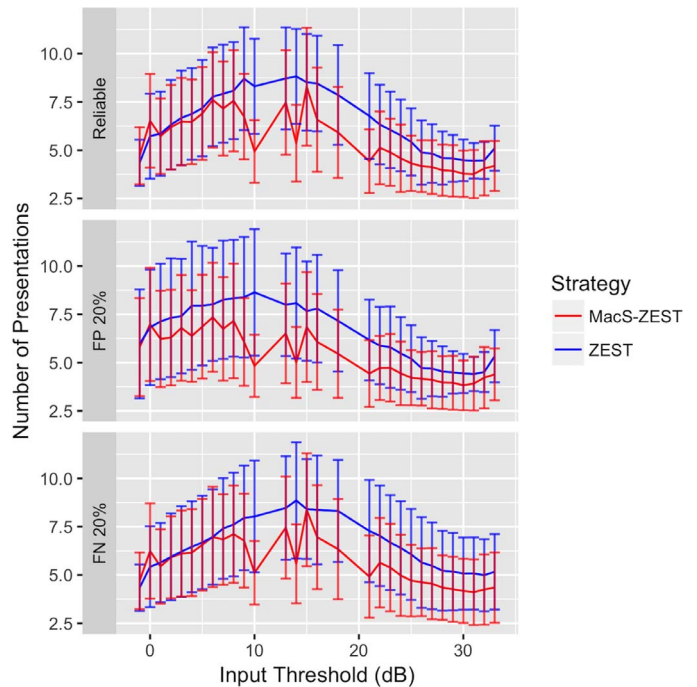 Number of Presentations
Reliable
10.0
7.5
5.0
2.5
FP 20%
10.0
7.5
5.0
2.5
FN 20%
10.0
7.5
5.0
2.5
0
10
20
30
Input Threshold (dB)
Strategy
MacS-ZEST
ZEST